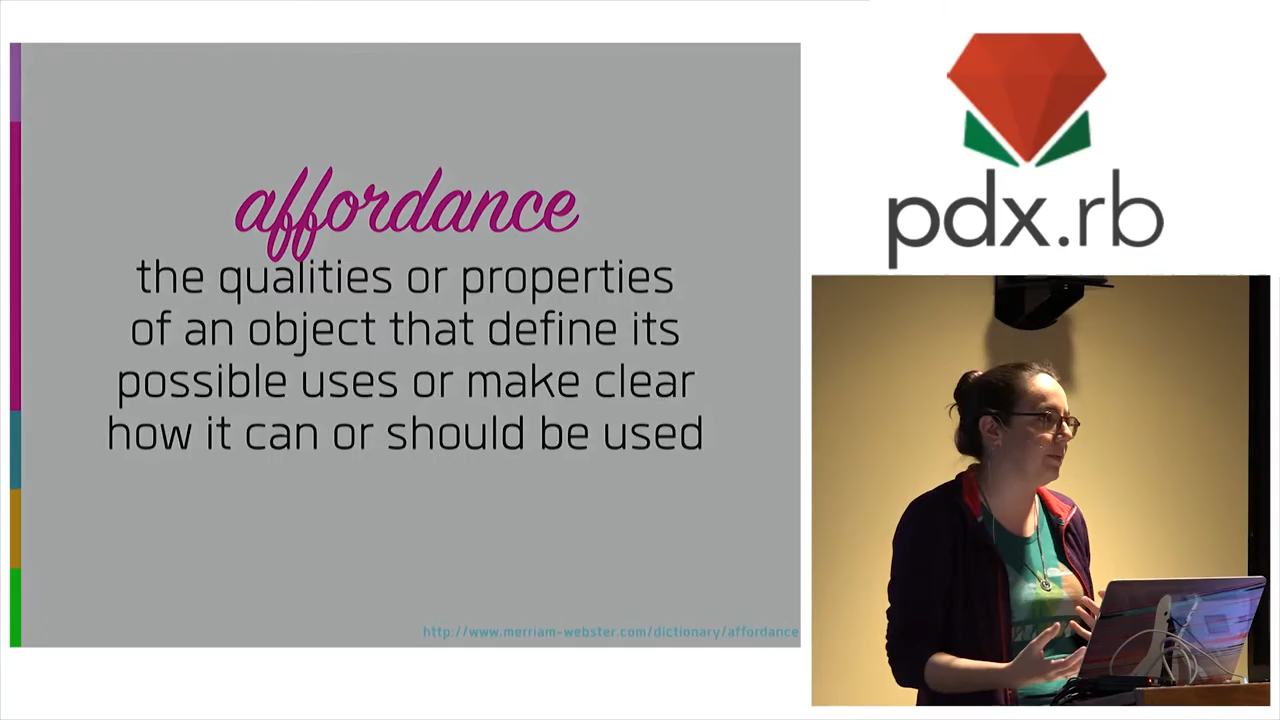 affordance
the qualities or properties
of an object that define its
possible uses or make clear
how it can or should be used
http://www.merriam-webster.com/dictionary/affordance
pdx.rb